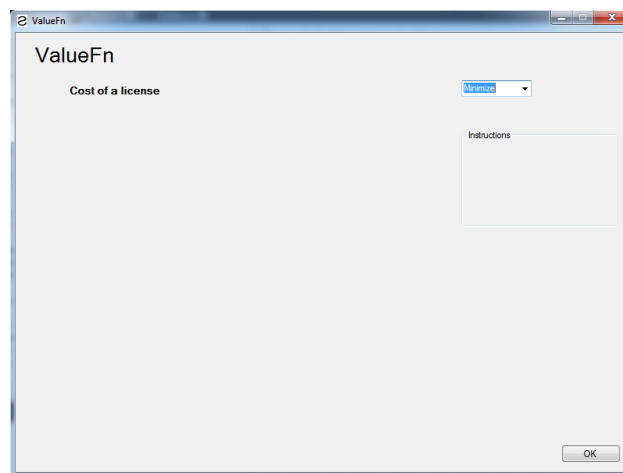 ValueFn
ValueFn
Cost of a license
Minimize
Instructions
OK